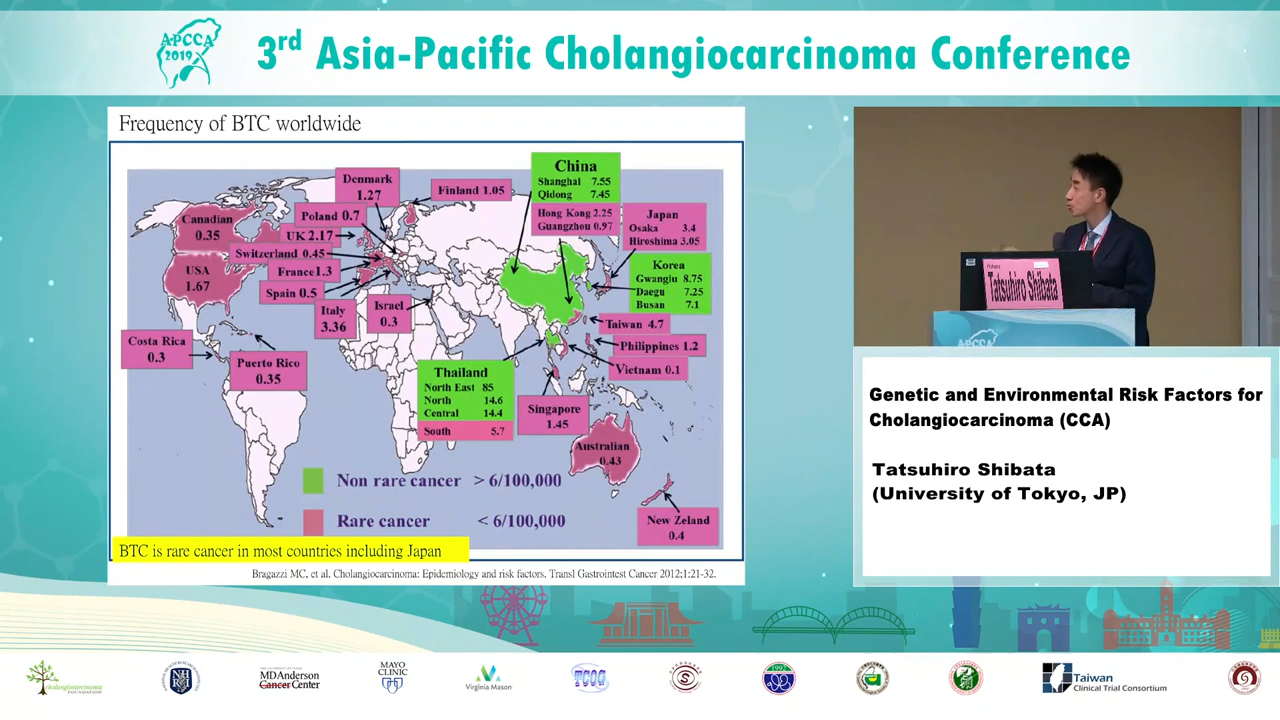 APCCA
2019
3rd Asia-Pacific Cholangiocarcinoma Conference
Frequency of BTC worldwide
Canadian
0.35
USA
1.67
Costa Rica
0.3
Puerto Rico
0.35
Denmark
1.27
Finland 1.05
Poland 0.7
UK 2.17
Switzerland 0.45
France1.3
Spain 0.5
Italy
3.36
Israel
0.3
China
Shanghai 7.55
Qidong 7.45
Hong Kong 2.25
Guangzhou 0.97
Japan
Osaka 3.4
Hiroshima 3.05
Korea
Gwangju 8.75
Daegu 7.25
Busan 7.1
Taiwan 4.7
Philippines 1.2
Vietnam 0.1
Thailand
North East 85
North 14.6
Central 14.4
South 5.7
Singapore
1.45
Australian
0.43
New Zeland
0.4
Non rare cancer > 6/100,000
Rare cancer < 6/100,000
BTC is rare cancer in most countries including Japan
Bragazzi MC, et al. Cholangiocarcinoma: Epidemiology and risk factors. Transl Gastrointest Cancer 2012;1:21-32.
Tatsuhiro Shibata
Genetic and Environmental Risk Factors for
Cholangiocarcinoma (CCA)
Tatsuhiro Shibata
(University of Tokyo, JP)
cholangiocarcinoma
FOUNDATION
NHRI
MDAnderson
Cancer Center
MAYO
CLINIC
Virginia Mason
TCOG
Taiwan
Clinical Trial Consortium